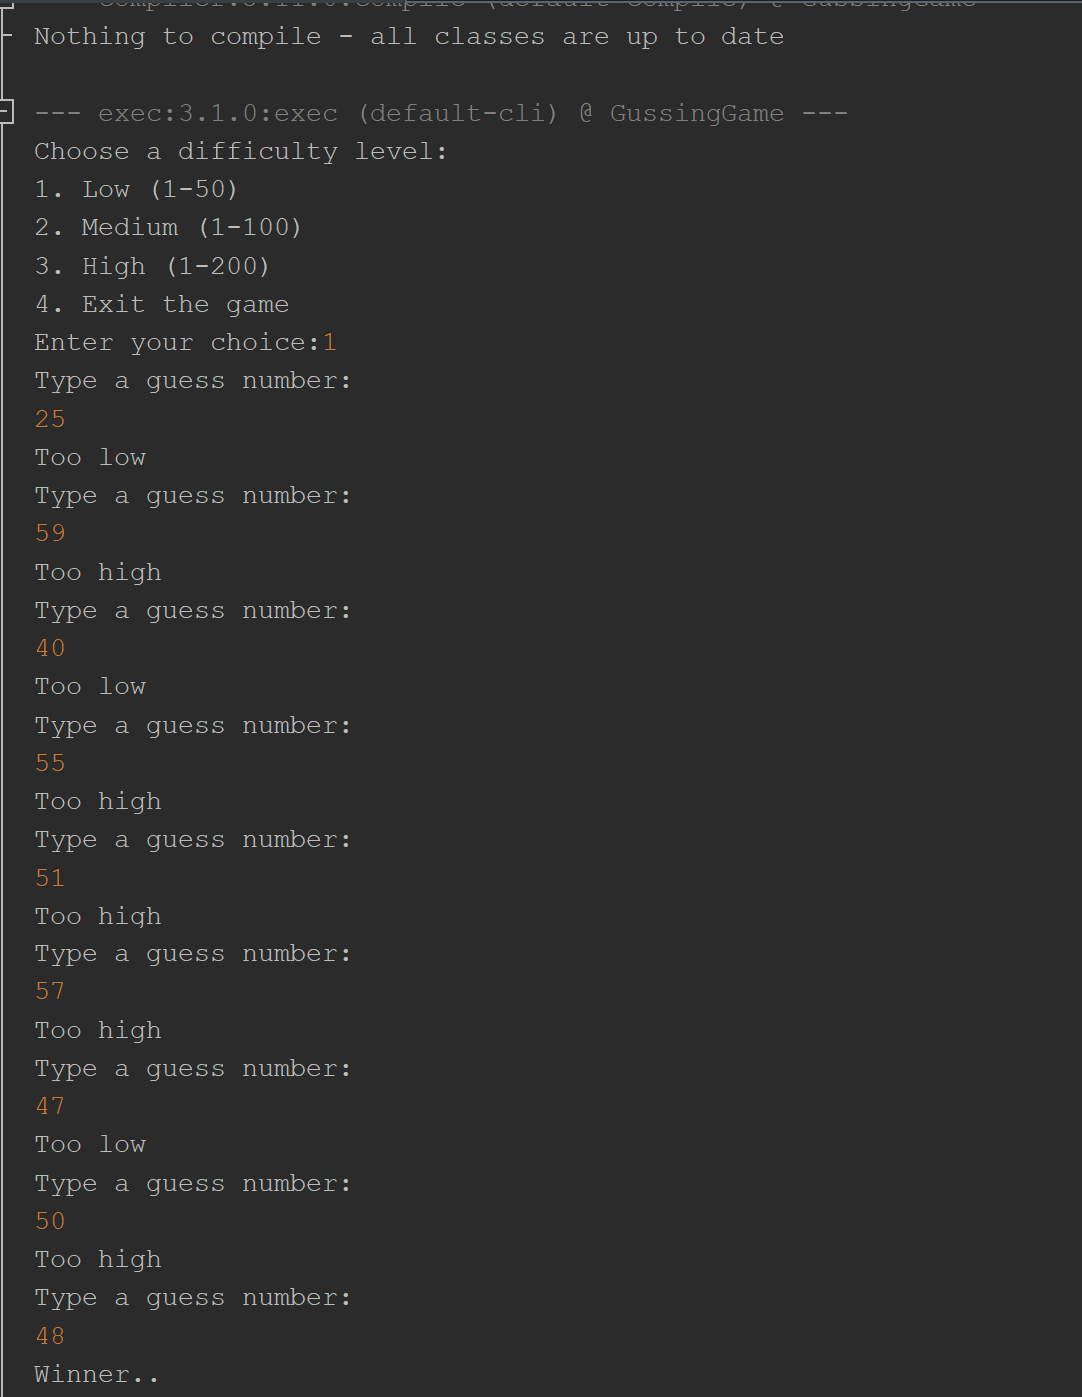 Nothing to compile - all classes are up to date
--- exec:3.1.0:exec (default-cli) @ GussingGame ---
Choose a difficulty level:
1. Low (1-50)
2. Medium (1-100)
3. High (1-200)
4. Exit the game
Enter your choice:1
Type a guess number:
25
Too low
Type a guess number:
59
Too high
Type a guess number:
40
Too low
Type a guess number:
55
Too high
Type a guess number:
51
Too high
Type a guess number:
57
Too high
Type a guess number:
47
Too low
Type a guess number:
50
Too high
Type a guess number:
48
Winner..